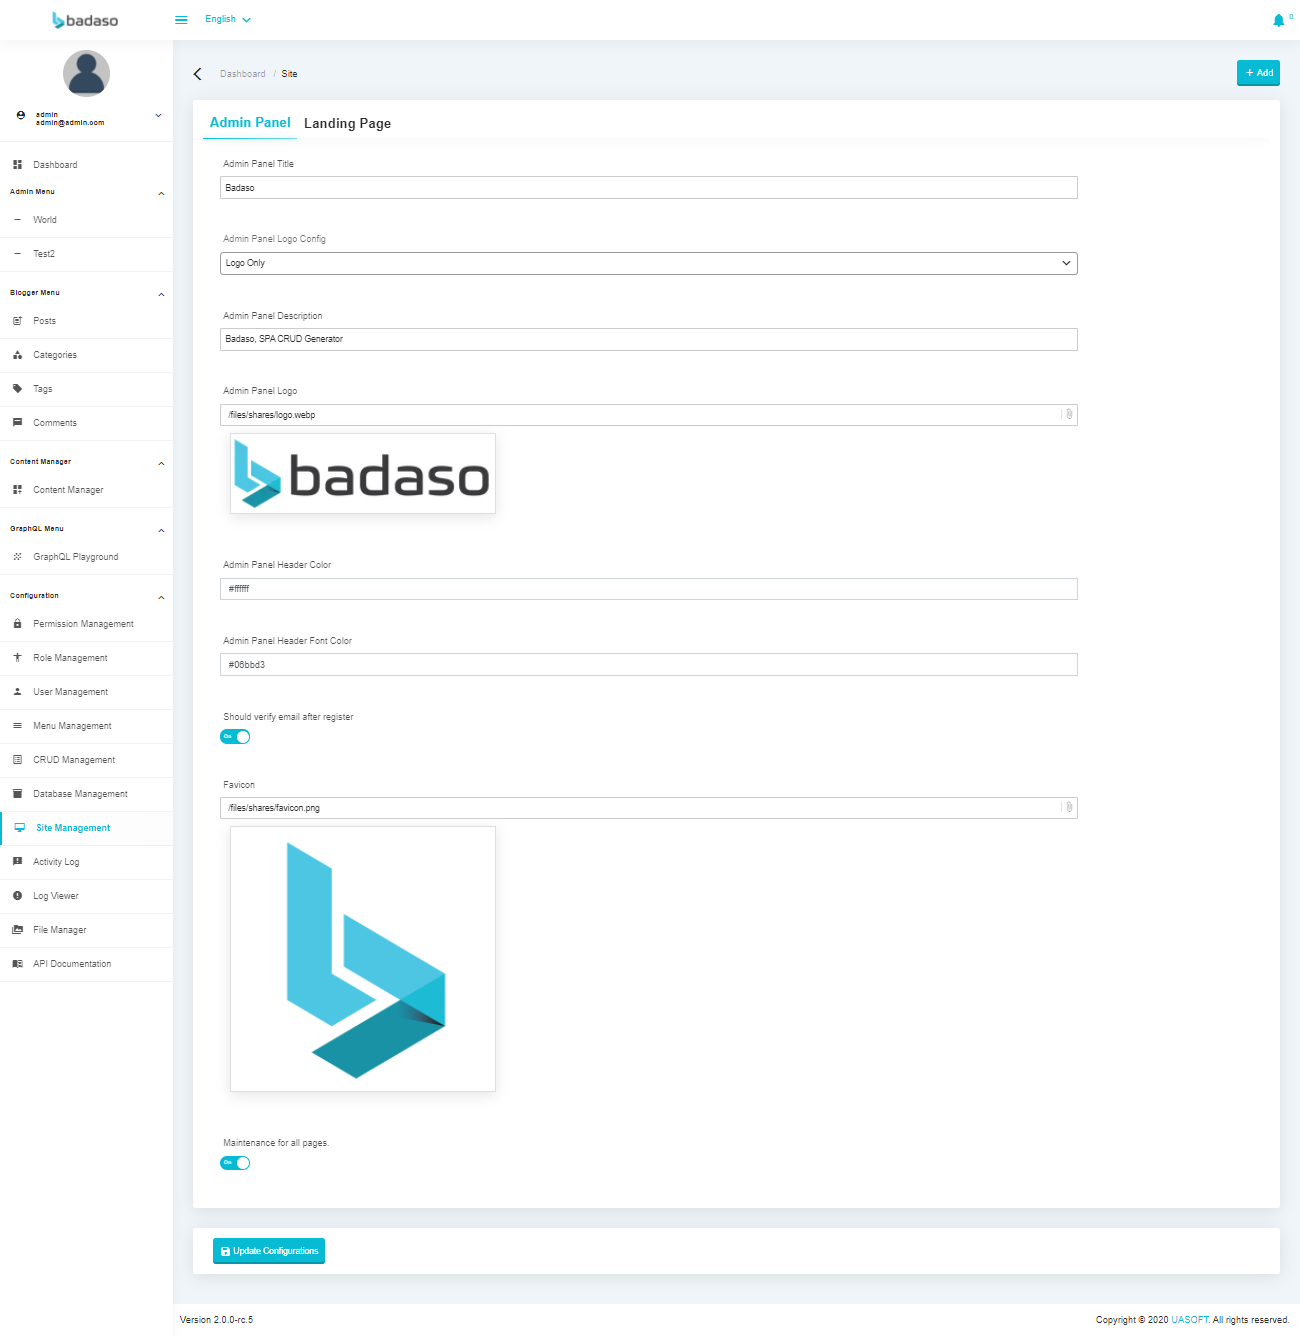 badaso
English
0
admin
admin@admin.com
Dashboard / Site
+ Add
Dashboard
Admin Menu
World
Test2
Blogger Menu
Posts
Categories
Tags
Comments
Content Manager
Content Manager
GraphQL Menu
GraphQL Playground
Configuration
Permission Management
Role Management
User Management
Menu Management
CRUD Management
Database Management
Site Management
Activity Log
Log Viewer
File Manager
API Documentation
Admin Panel Landing Page
Admin Panel Title
Badaso
Admin Panel Logo Config
Logo Only
Admin Panel Description
Badaso, SPA CRUD Generator
Admin Panel Logo
/files/shares/logo.webp
badaso
Admin Panel Header Color
#ffffff
Admin Panel Header Font Color
#06bbd3
Should verify email after register
On
Favicon
/files/shares/favicon.png
Maintenance for all pages.
On
Update Configurations
Version 2.0.0-rc.5
Copyright © 2020 UASOFT. All rights reserved.